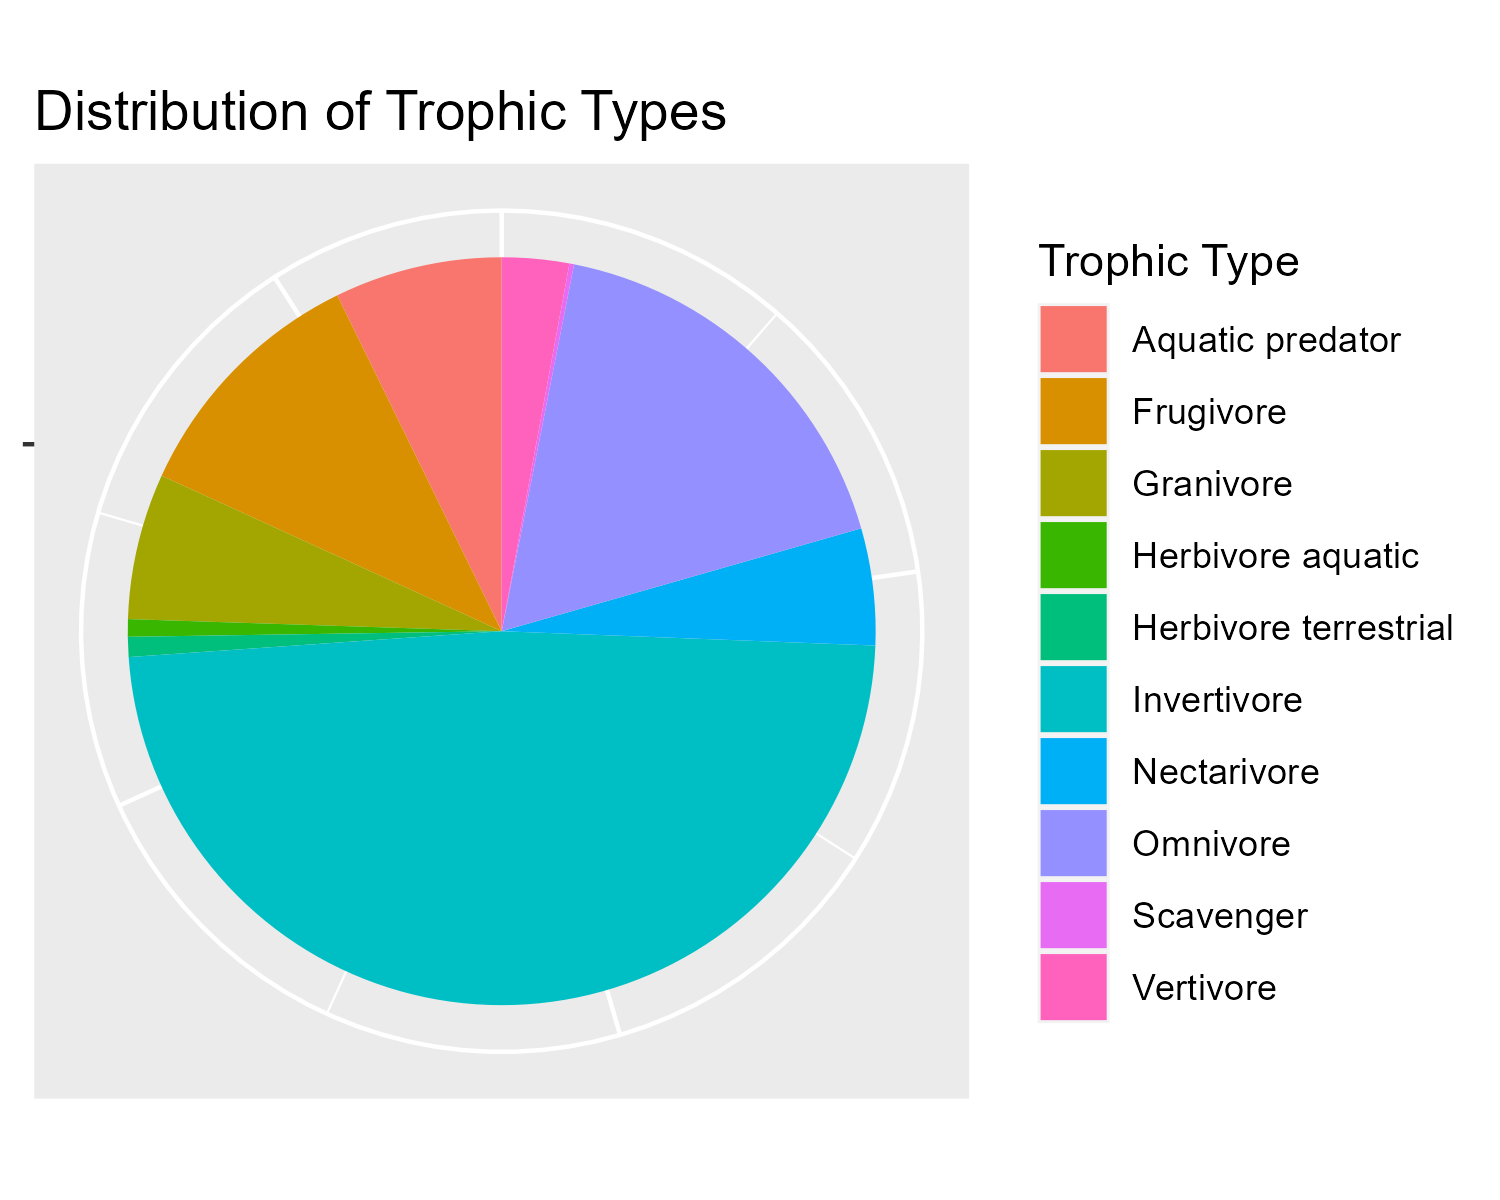 Distribution of Trophic Types
Trophic Type
Aquatic predator
Frugivore
Granivore
Herbivore aquatic
Herbivore terrestrial
Invertivore
Nectarivore
Omnivore
Scavenger
Vertivore